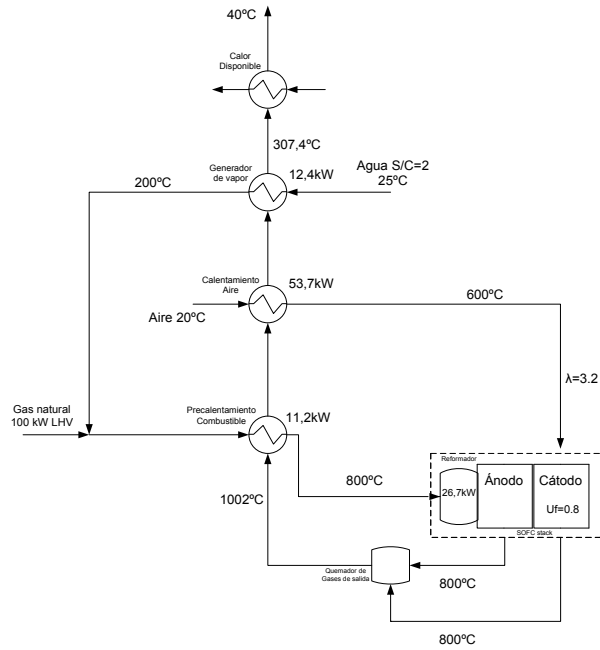 40ºC
Calor
Disponible
307,4ºC
Generador
de vapor
12,4kW
Agua S/C=2
25ºC
200ºC
Calentamiento
Aire
53,7kW
600ºC
Aire 20ºC
λ=3.2
Gas natural
100 kW LHV
Precalentamiento
Combustible
11,2kW
Reformador
800ºC
26,7kW
Ánodo
Cátodo
Uf=0.8
1002ºC
SOFC stack
Quemador de
Gases de salida
800ºC
800ºC